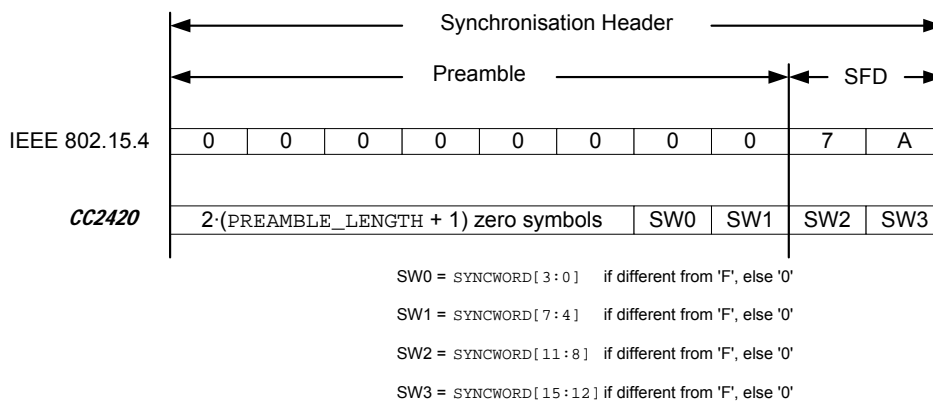 Synchronisation Header
Preamble SFD
IEEE 802.15.4 0 0 0 0 0 0 0 0 7 A
CC2420 2·(PREAMBLE_LENGTH + 1) zero symbols SW0 SW1 SW2 SW3
SW0 = SYNCWORD[3:0] if different from 'F', else '0'
SW1 = SYNCWORD[7:4] if different from 'F', else '0'
SW2 = SYNCWORD[11:8] if different from 'F', else '0'
SW3 = SYNCWORD[15:12] if different from 'F', else '0'